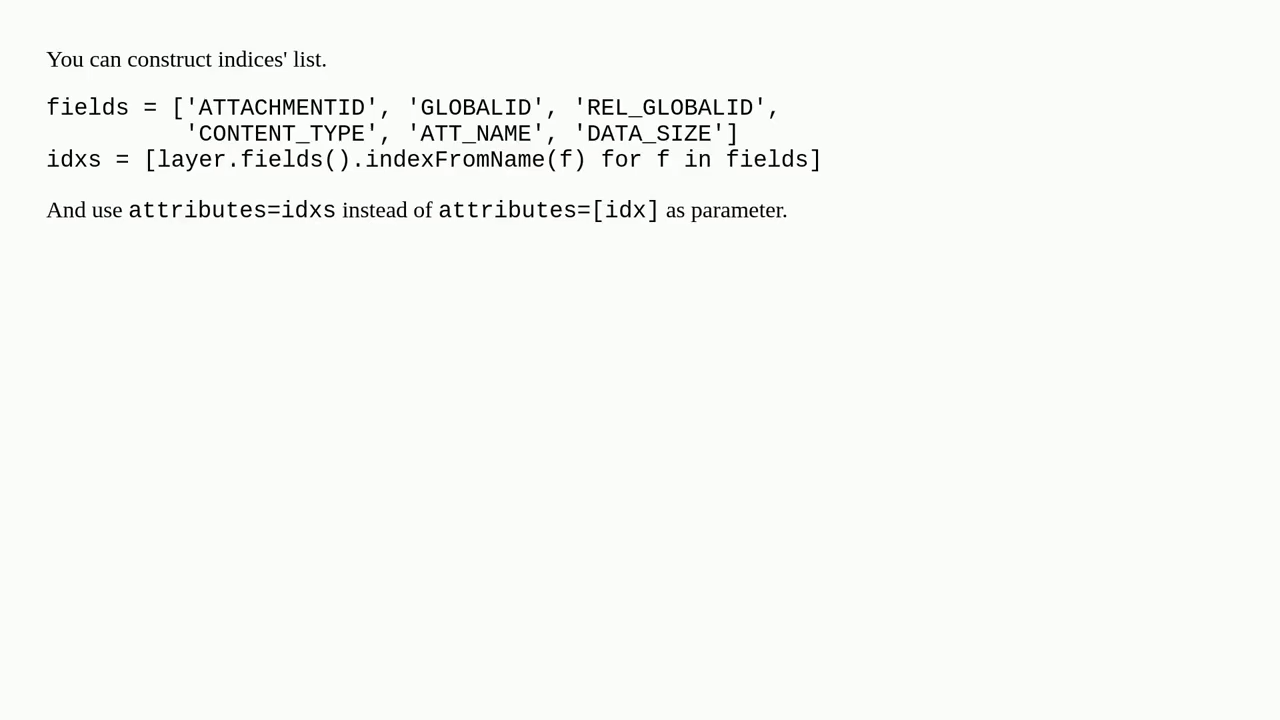 You can construct indices' list.
fields = ['ATTACHMENTID', 'GLOBALID', 'REL_GLOBALID',
          'CONTENT_TYPE', 'ATT_NAME', 'DATA_SIZE']
idxs = [layer.fields().indexFromName(f) for f in fields]
And use attributes=idxs instead of attributes=[idx] as parameter.